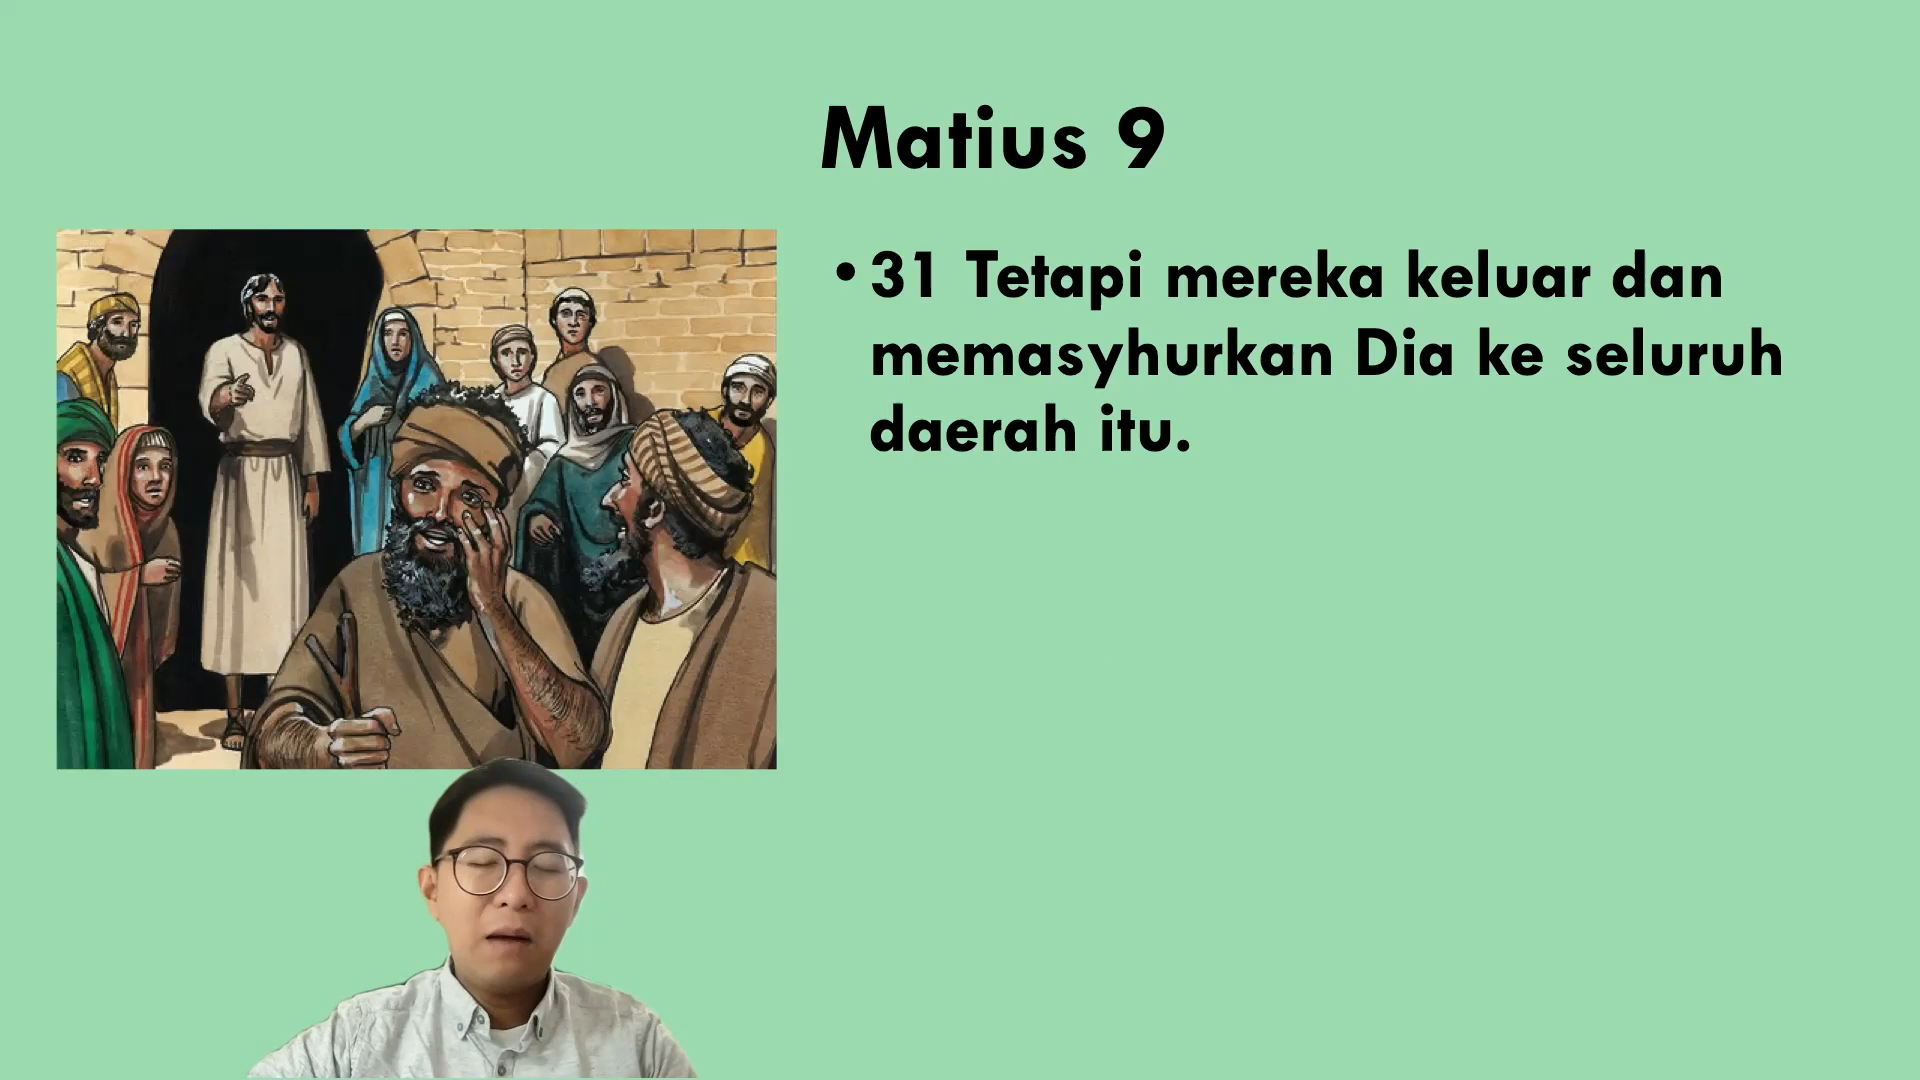 Matius 9
• 31 Tetapi mereka keluar dan
memasyhurkan Dia ke seluruh
daerah itu.